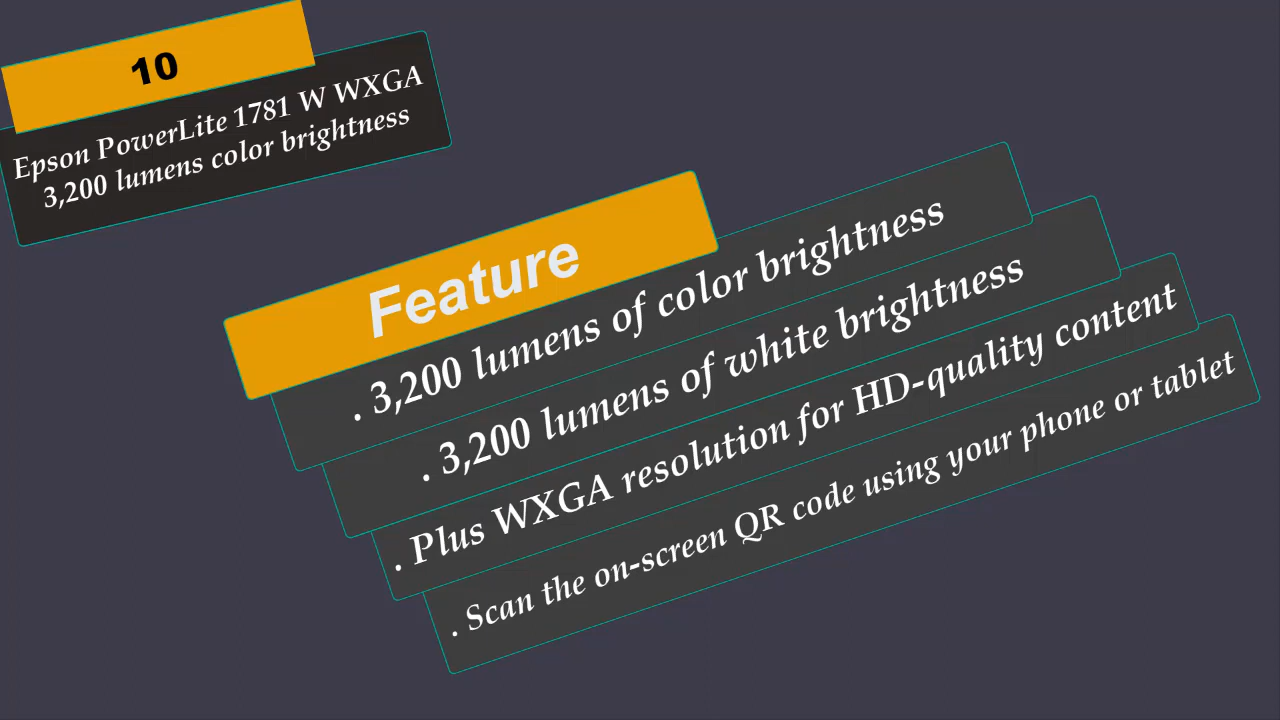 10
Epson PowerLite 1781 W WXGA
3,200 lumens color brightness
Feature
. 3,200 lumens of color brightness
. 3,200 lumens of white brightness
. Plus WXGA resolution for HD-quality content
. Scan the on-screen QR code using your phone or tablet